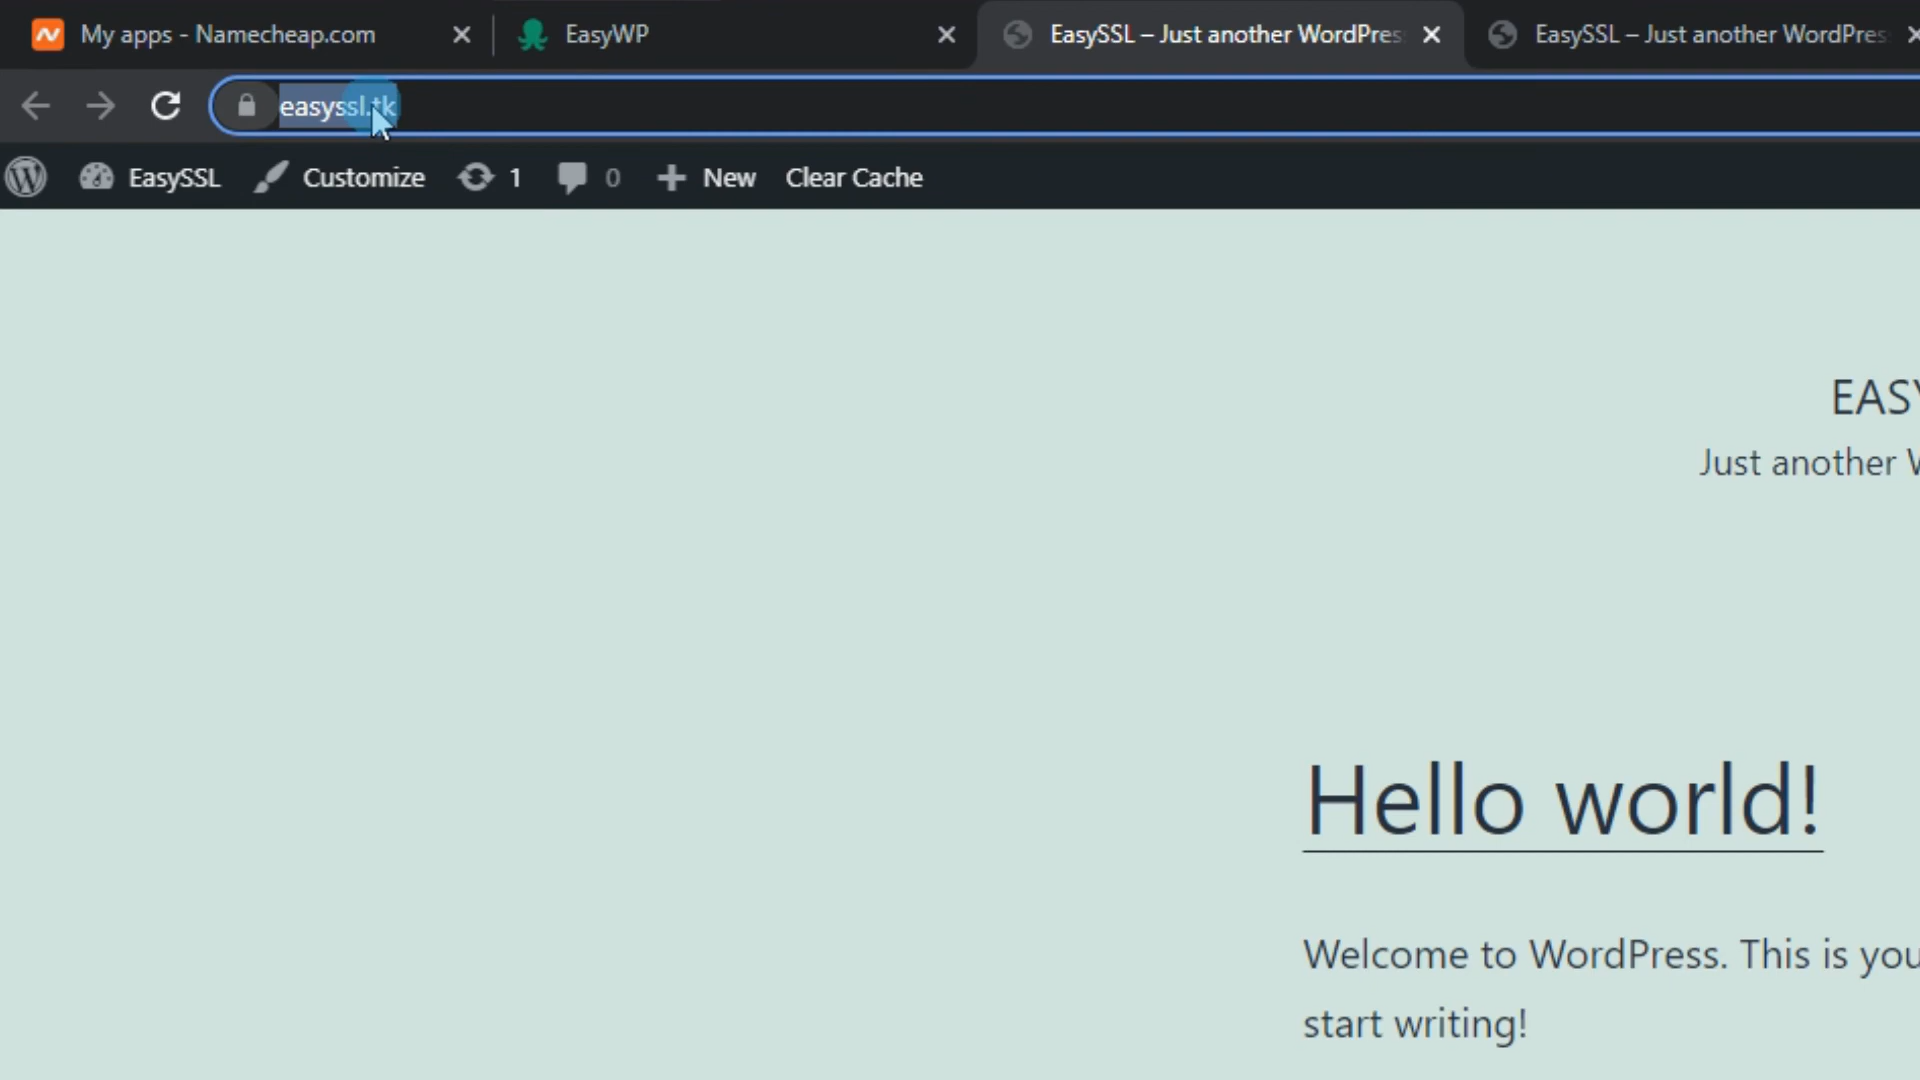 My apps - Namecheap.com
EasyWP
EasySSL – Just another WordPres
EasySSL – Just another WordPres
easyssl.tk
EasySSL
Customize
1
0
New
Clear Cache
EASY
Just another W
Hello world!
Welcome to WordPress. This is you
start writing!